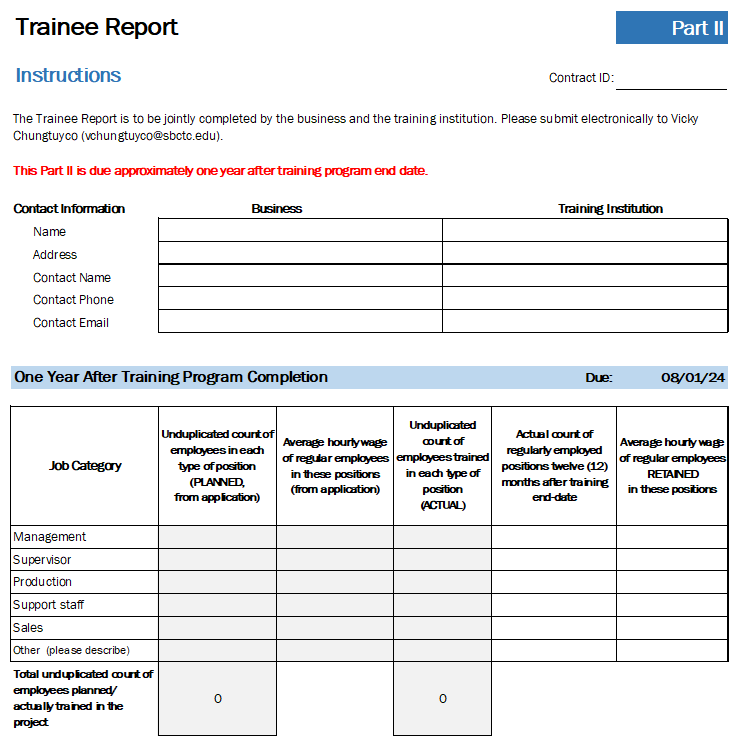 Trainee Report
Part II
Instructions
Contract ID:
The Trainee Report is to be jointly completed by the business and the training institution. Please submit electronically to Vicky
Chungtuyco (vchungtuyco@sbctc.edu).
This Part II is due approximately one year after training program end date.
Contact Information Business Training Institution
Name
Address
Contact Name
Contact Phone
Contact Email
One Year After Training Program Completion Due: 08/01/24
Job Category
Unduplicated count of
employees in each
type of position
(PLANNED,
from application)
Average hourly wage
of regular employees
in these positions
(from application)
Unduplicated
count of
employees trained
in each type of
position
(ACTUAL)
Actual count of
regularly employed
positions twelve (12)
months after training
end-date
Average hourly wage
of regular employees
RETAINED
in these positions
Management
Supervisor
Production
Support staff
Sales
Other (please describe)
Total unduplicated count of
employees planned/
actually trained in the
project
0
0